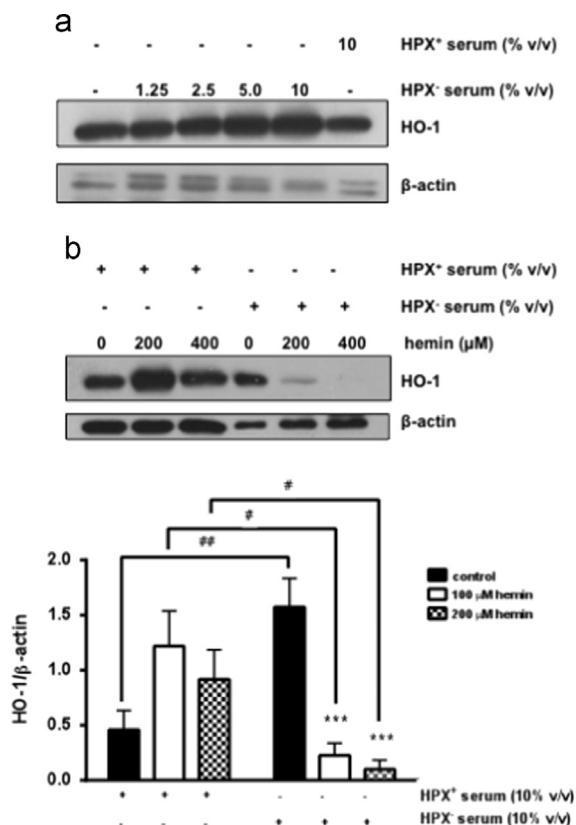 a
- - - - - 10 HPX⁺ serum (% v/v)
- 1.25 2.5 5.0 10 - HPX⁻ serum (% v/v)
HO-1
β-actin
b
+ + + - - - HPX⁺ serum (% v/v)
- - - + + + HPX⁻ serum (% v/v)
0 200 400 0 200 400 hemin (µM)
HO-1
β-actin
#
#
##
2.0
1.5
1.0
0.5
0.0
HO-1/β-actin
control
100 µM hemin
200 µM hemin
***
***
+ + + - - - HPX⁺ serum (10% v/v)
- - - + + + HPX⁻ serum (10% v/v)